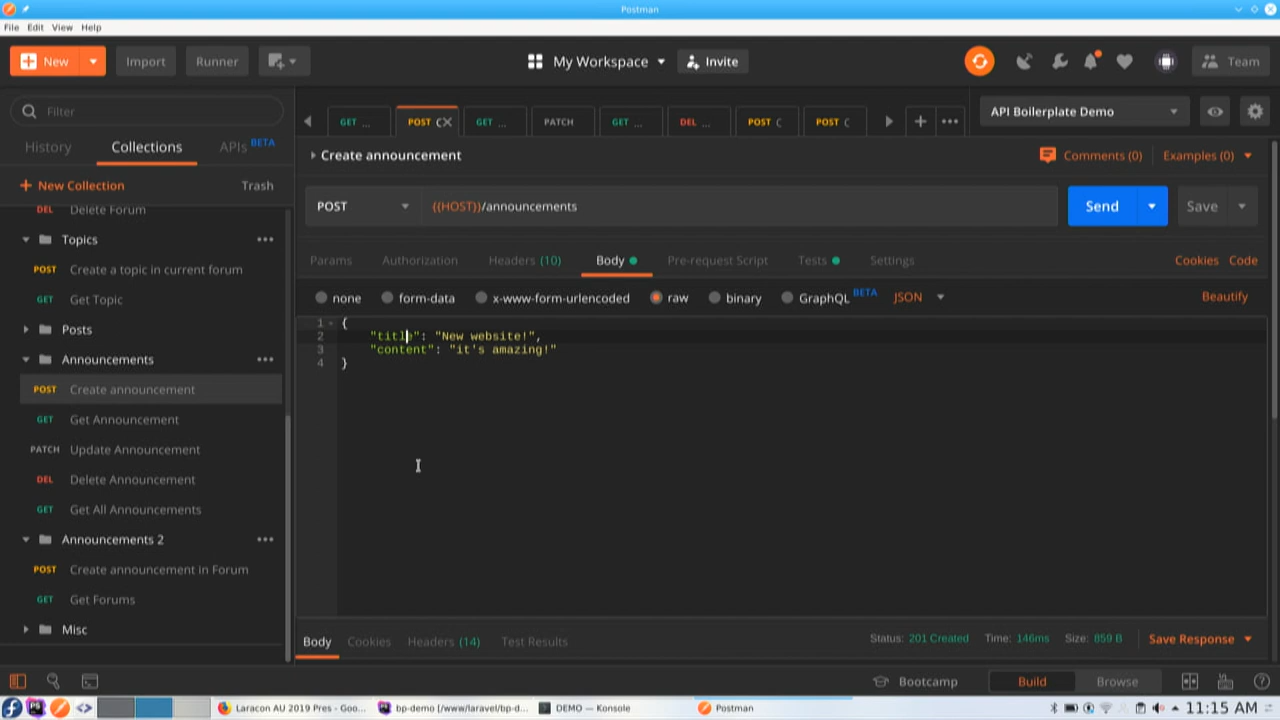 Postman
File Edit View Help
New Import Runner My Workspace Invite Team
Filter
GET ... POST C GET ... PATCH GET ... DEL ... POST C POST C
API Boilerplate Demo
History Collections APIs BETA
Create announcement Comments (0) Examples (0)
New Collection Trash
POST {{HOST}}/announcements Send Save
DEL Delete Forum
Topics
POST Create a topic in current forum
GET Get Topic
Posts
Announcements
POST Create announcement
GET Get Announcement
PATCH Update Announcement
DEL Delete Announcement
GET Get All Announcements
Announcements 2
POST Create announcement in Forum
GET Get Forums
Misc
Params Authorization Headers (10) Body Pre-request Script Tests Settings Cookies Code
none form-data x-www-form-urlencoded raw binary GraphQL BETA JSON Beautify
1 {
2 "title": "New website!",
3 "content": "it's amazing!"
4 }
Body Cookies Headers (14) Test Results Status: 201 Created Time: 146ms Size: 859 B Save Response
Bootcamp Build Browse
Laracon AU 2019 Pres - Goo... bp-demo [/www/laravel/bp-d... DEMO — Konsole Postman 11:15 AM